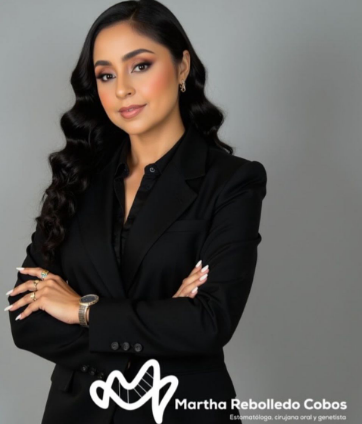 Martha Rebolledo Cobos
Estomatóloga, cirujana oral y genetista